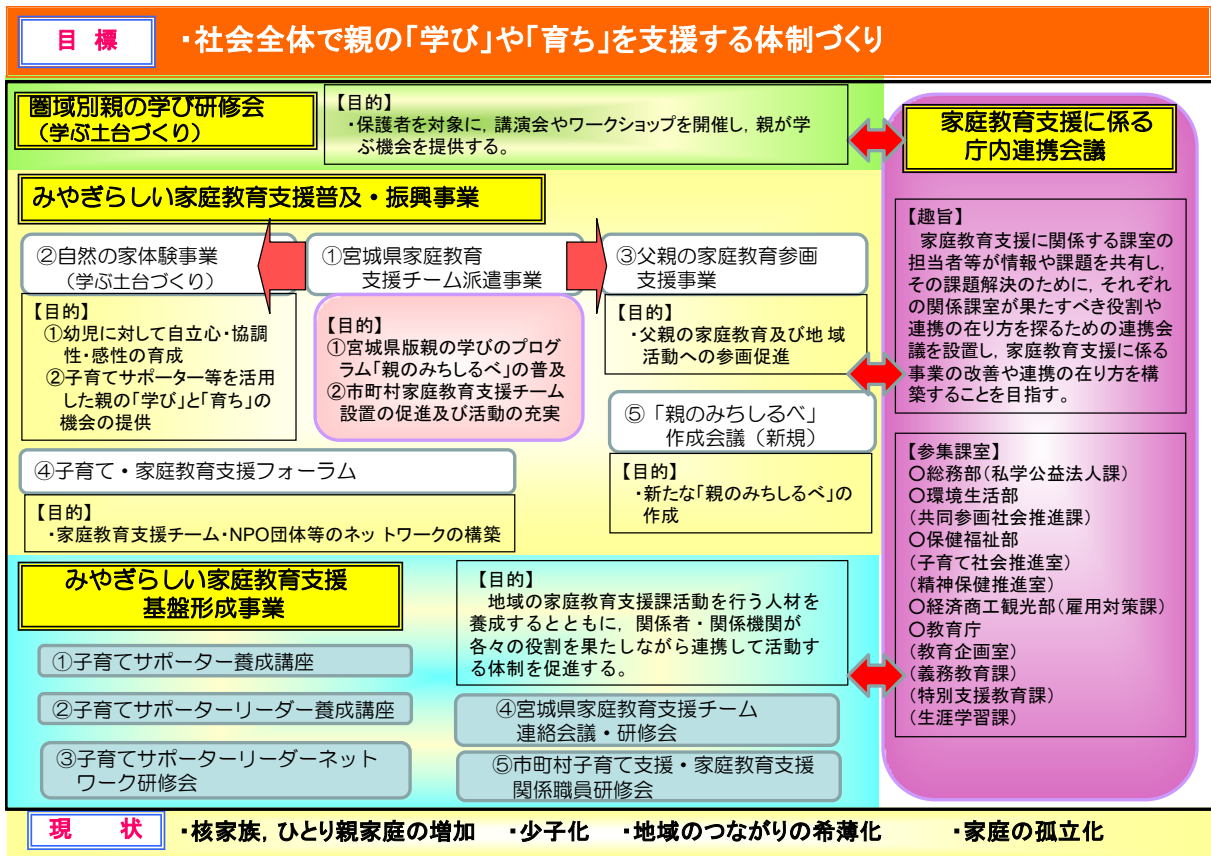 目 標
・社会全体で親の「学び」や「育ち」を支援する体制づくり
圏域別親の学び研修会
（学ぶ土台づくり）
【目的】
・保護者を対象に，講演会やワークショップを開催し，親が学
ぶ機会を提供する。
みやぎらしい家庭教育支援普及・振興事業
②自然の家体験事業
（学ぶ土台づくり）
【目的】
①幼児に対して自立心・協調
性・感性の育成
②子育てサポーター等を活用
した親の「学び」と「育ち」の
機会の提供
①宮城県家庭教育
支援チーム派遣事業
【目的】
①宮城県版親の学びのプログ
ラム「親のみちしるべ」の普及
②市町村家庭教育支援チーム
設置の促進及び活動の充実
③父親の家庭教育参画
支援事業
【目的】
・父親の家庭教育及び地域
活動への参画促進
⑤「親のみちしるべ」
作成会議（新規）
【目的】
・新たな「親のみちしるべ」の
作成
④子育て・家庭教育支援フォーラム
【目的】
・家庭教育支援チーム・NPO団体等のネットワークの構築
みやぎらしい家庭教育支援
基盤形成事業
【目的】
地域の家庭教育支援課活動を行う人材を
養成するとともに，関係者・関係機関が
各々の役割を果たしながら連携して活動す
る体制を促進する。
①子育てサポーター養成講座
②子育てサポーターリーダー養成講座
③子育てサポーターリーダーネット
ワーク研修会
④宮城県家庭教育支援チーム
連絡会議・研修会
⑤市町村子育て支援・家庭教育支援
関係職員研修会
家庭教育支援に係る
庁内連携会議
【趣旨】
家庭教育支援に関係する課室の
担当者等が情報や課題を共有し，
その課題解決のために，それぞれ
の関係課室が果たすべき役割や
連携の在り方を探るための連携会
議を設置し，家庭教育支援に係る
事業の改善や連携の在り方を構
築することを目指す。
【参集課室】
〇総務部（私学公益法人課）
〇環境生活部
（共同参画社会推進課）
〇保健福祉部
（子育て社会推進室）
（精神保健推進室）
〇経済商工観光部（雇用対策課）
〇教育庁
（教育企画室）
（義務教育課）
（特別支援教育課）
（生涯学習課）
現 状
・核家族，ひとり親家庭の増加 ・少子化 ・地域のつながりの希薄化 ・家庭の孤立化